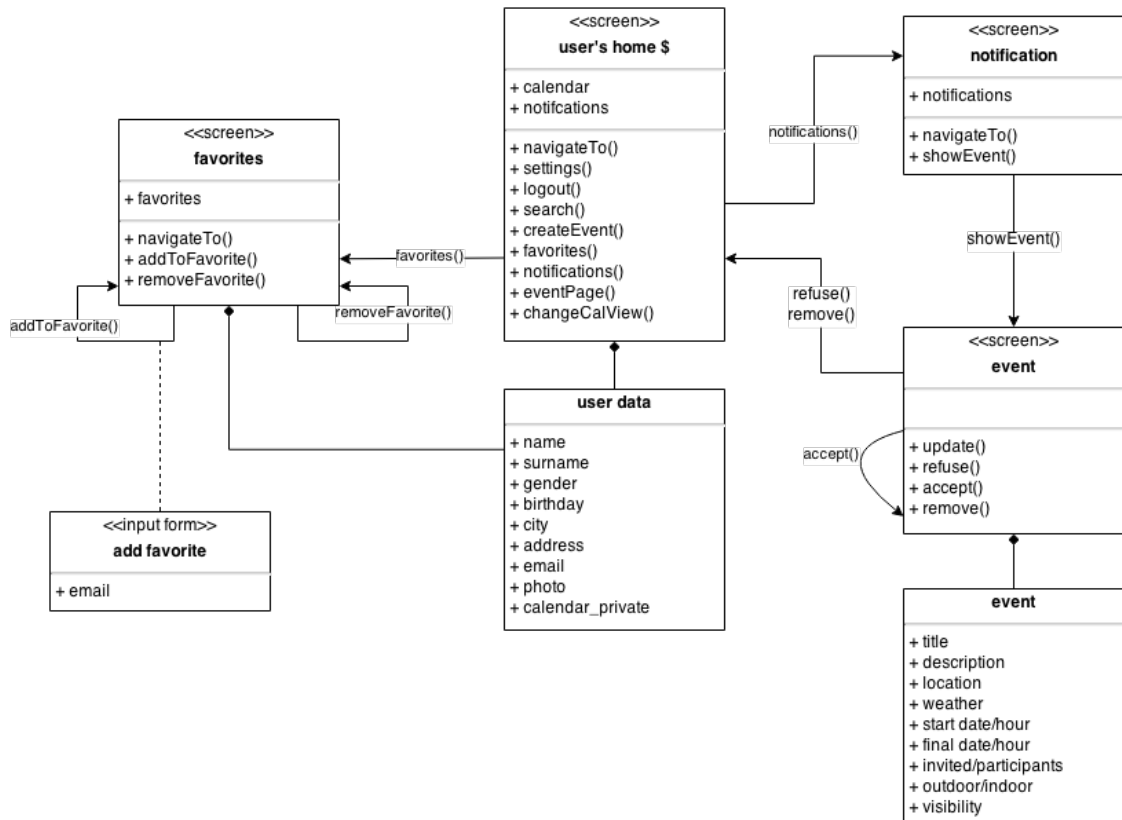 <<screen>>
user's home $
+ calendar
+ notifcations
+ navigateTo()
+ settings()
+ logout()
+ search()
+ createEvent()
+ favorites()
+ notifications()
+ eventPage()
+ changeCalView()
<<screen>>
notification
+ notifications
+ navigateTo()
+ showEvent()
notifications()
<<screen>>
favorites
+ favorites
+ navigateTo()
+ addToFavorite()
+ removeFavorite()
favorites()
addToFavorite()
removeFavorite()
showEvent()
refuse()
remove()
<<screen>>
event
+ update()
+ refuse()
+ accept()
+ remove()
accept()
user data
+ name
+ surname
+ gender
+ birthday
+ city
+ address
+ email
+ photo
+ calendar_private
<<input form>>
add favorite
+ email
event
+ title
+ description
+ location
+ weather
+ start date/hour
+ final date/hour
+ invited/participants
+ outdoor/indoor
+ visibility